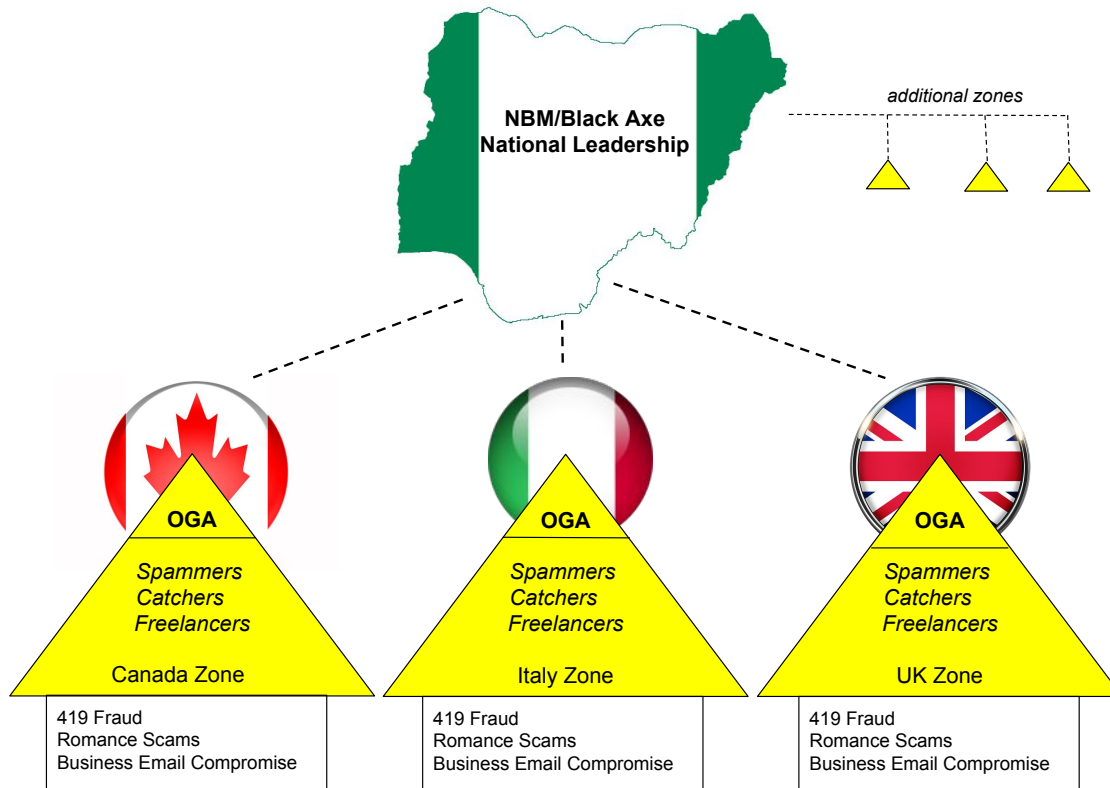 additional zones
NBM/Black Axe
National Leadership
OGA
Spammers
Catchers
Freelancers
Canada Zone
419 Fraud
Romance Scams
Business Email Compromise
OGA
Spammers
Catchers
Freelancers
Italy Zone
419 Fraud
Romance Scams
Business Email Compromise
OGA
Spammers
Catchers
Freelancers
UK Zone
419 Fraud
Romance Scams
Business Email Compromise